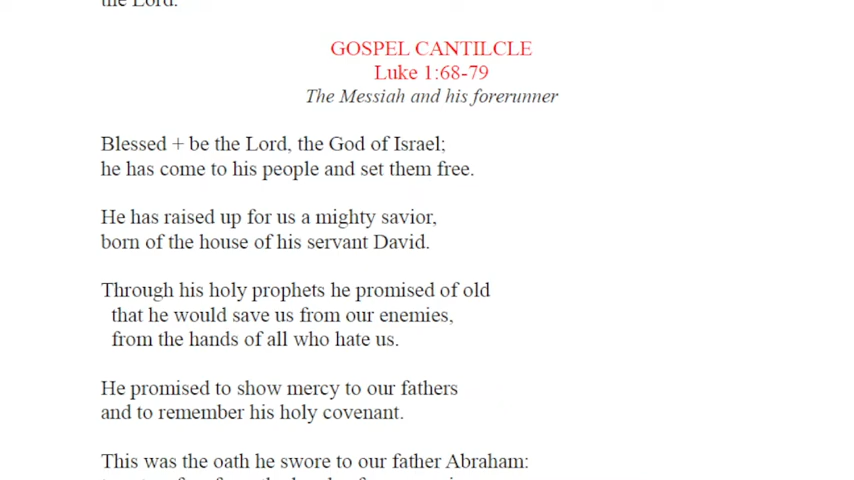 the Lord.
GOSPEL CANTILCLE
Luke 1:68-79
The Messiah and his forerunner
Blessed + be the Lord, the God of Israel;
he has come to his people and set them free.
He has raised up for us a mighty savior,
born of the house of his servant David.
Through his holy prophets he promised of old
that he would save us from our enemies,
from the hands of all who hate us.
He promised to show mercy to our fathers
and to remember his holy covenant.
This was the oath he swore to our father Abraham: